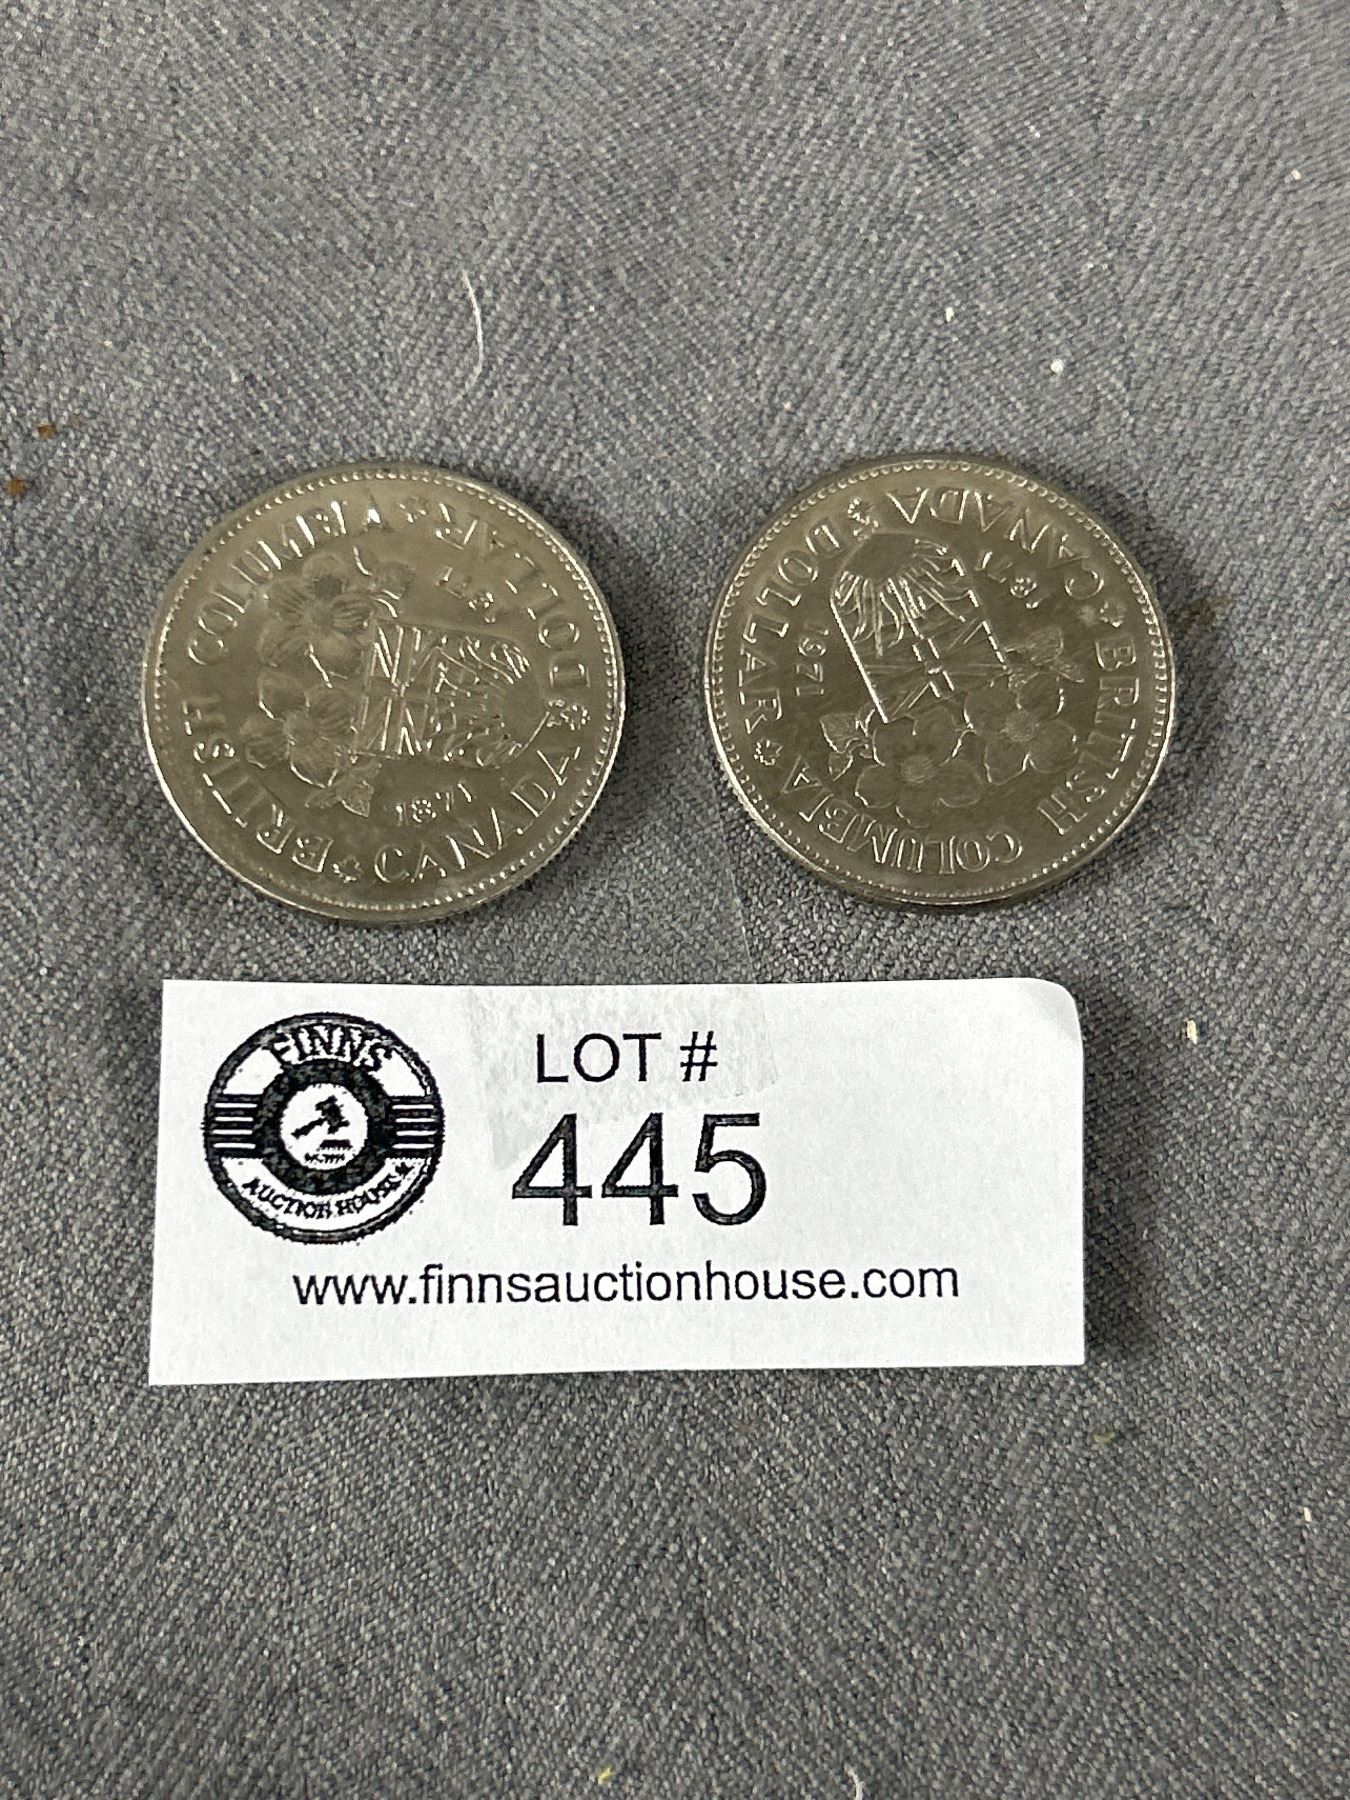 BRITISH COLUMBIA
DOLLAR
CANADA
1871
1971
BRITISH COLUMBIA
DOLLAR
CANADA
1871
1971
FINNS
AUCTION HOUSE
LOT #
445
www.finnsauctionhouse.com